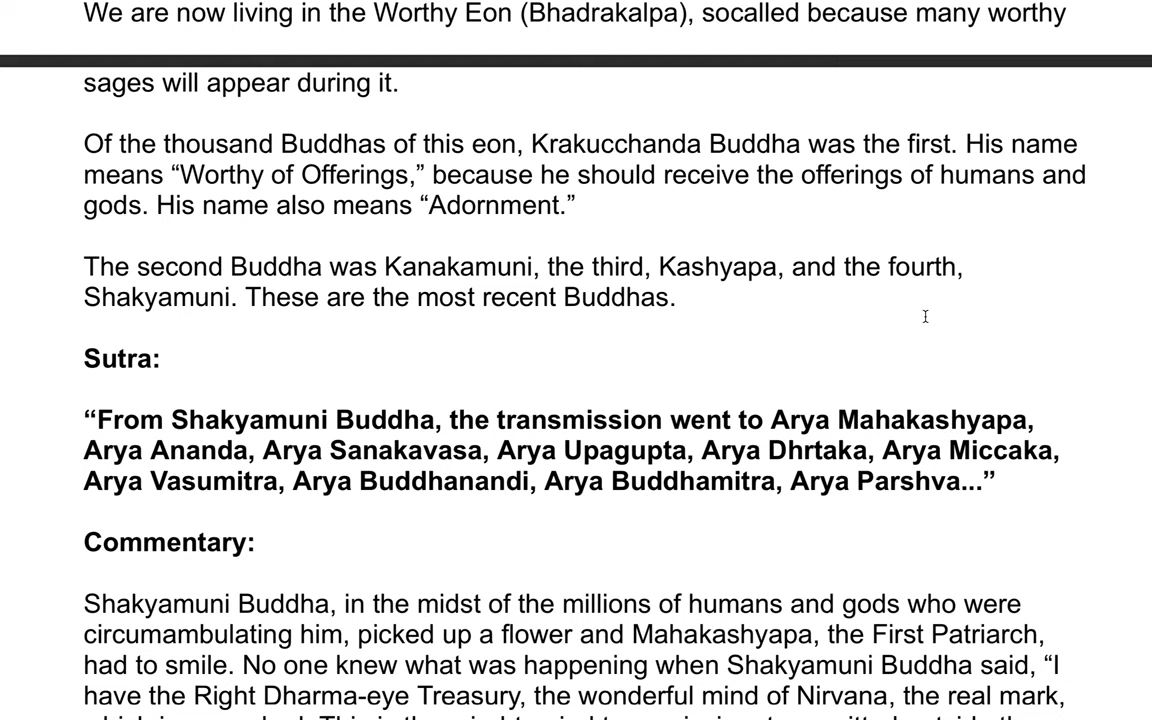 We are now living in the Worthy Eon (Bhadrakalpa), socalled because many worthy
sages will appear during it.
Of the thousand Buddhas of this eon, Krakucchanda Buddha was the first. His name
means “Worthy of Offerings,” because he should receive the offerings of humans and
gods. His name also means “Adornment.”
The second Buddha was Kanakamuni, the third, Kashyapa, and the fourth,
Shakyamuni. These are the most recent Buddhas.
Sutra:
“From Shakyamuni Buddha, the transmission went to Arya Mahakashyapa,
Arya Ananda, Arya Sanakavasa, Arya Upagupta, Arya Dhrtaka, Arya Miccaka,
Arya Vasumitra, Arya Buddhanandi, Arya Buddhamitra, Arya Parshva...”
Commentary:
Shakyamuni Buddha, in the midst of the millions of humans and gods who were
circumambulating him, picked up a flower and Mahakashyapa, the First Patriarch,
had to smile. No one knew what was happening when Shakyamuni Buddha said, “I
have the Right Dharma-eye Treasury, the wonderful mind of Nirvana, the real mark,